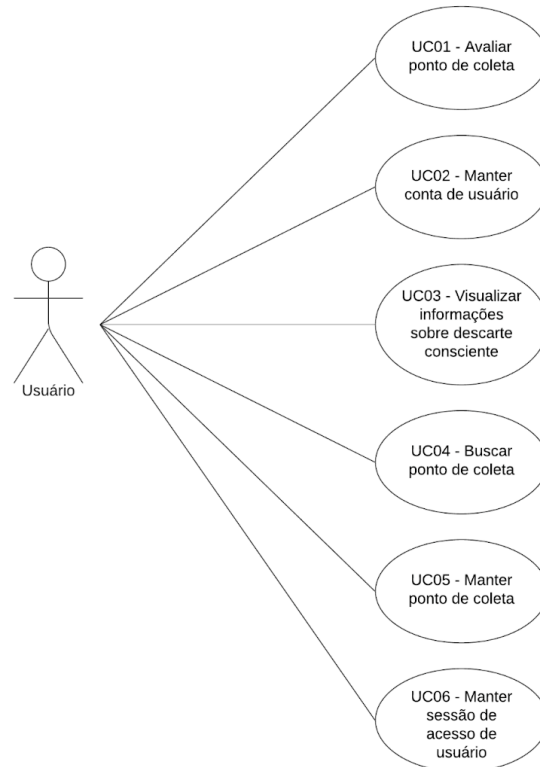 UC01 - Avaliar
ponto de coleta
UC02 - Manter
conta de usuário
UC03 - Visualizar
informações
sobre descarte
consciente
Usuário
UC04 - Buscar
ponto de coleta
UC05 - Manter
ponto de coleta
UC06 - Manter
sessão de
acesso de
usuário